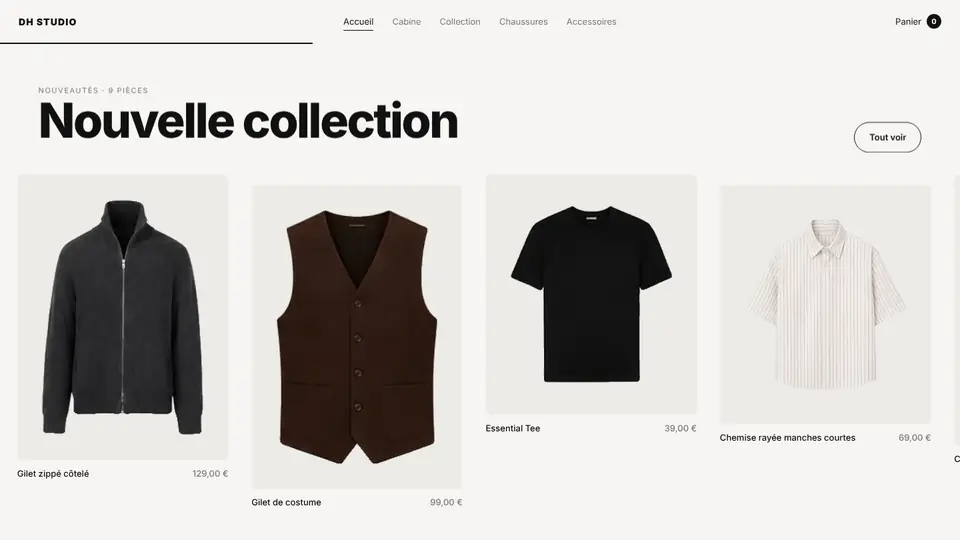 DH STUDIO
Accueil
Cabine
Collection
Chaussures
Accessoires
Panier 0
NOUVEAUTÉS · 9 PIÈCES
Nouvelle collection
Tout voir
Gilet zippé côtelé 129,00 €
Gilet de costume 99,00 €
Essential Tee 39,00 €
Chemise rayée manches courtes 69,00 €